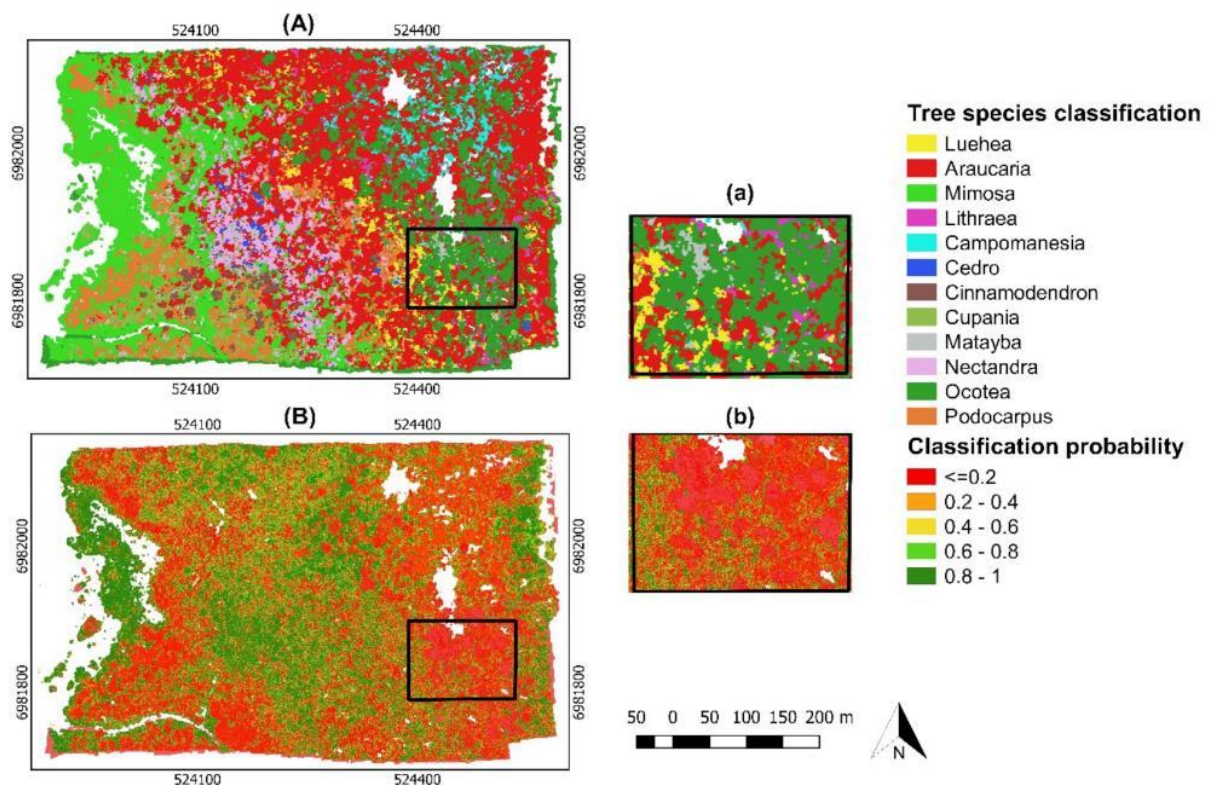 (A)
524100
524400
6982000
6982000
6981800
6981800
524100
524400
(a)
Tree species classification
Luehea
Araucaria
Mimosa
Lithraea
Campomanesia
Cedro
Cinnamodendron
Cupania
Matayba
Nectandra
Ocotea
Podocarpus
(B)
524100
524400
6982000
6982000
6981800
6981800
524100
524400
(b)
Classification probability
<=0.2
0.2 - 0.4
0.4 - 0.6
0.6 - 0.8
0.8 - 1
50 0 50 100 150 200 m
N